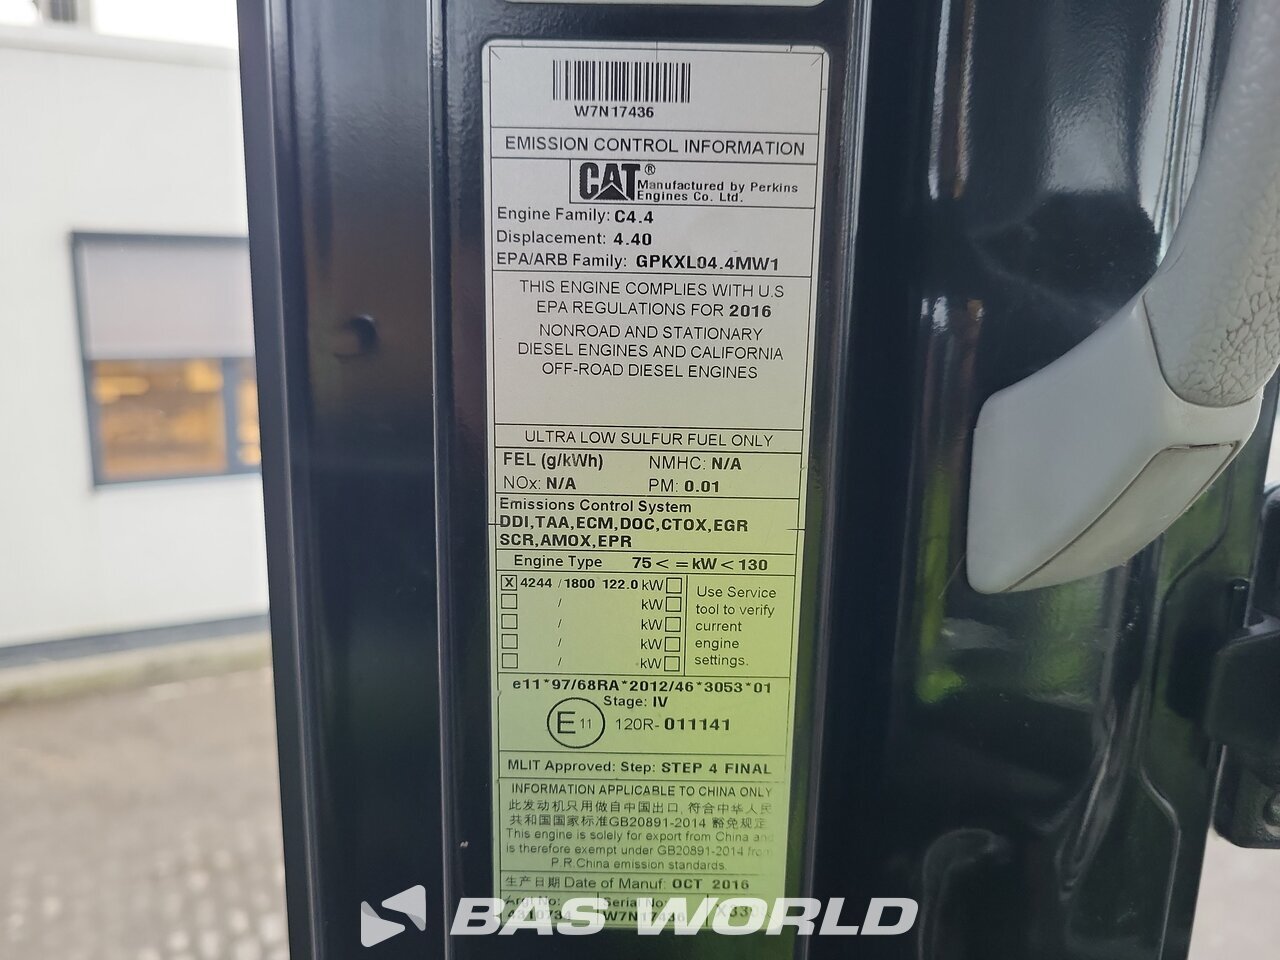 W7N17436
EMISSION CONTROL INFORMATION
CAT® Manufactured by Perkins
Engines Co. Ltd.
Engine Family: C4.4
Displacement: 4.40
EPA/ARB Family: GPKXL04.4MW1
THIS ENGINE COMPLIES WITH U.S
EPA REGULATIONS FOR 2016
NONROAD AND STATIONARY
DIESEL ENGINES AND CALIFORNIA
OFF-ROAD DIESEL ENGINES
ULTRA LOW SULFUR FUEL ONLY
FEL (g/kWh) NMHC: N/A
NOx: N/A PM: 0.01
Emissions Control System
DDI,TAA,ECM,DOC,CTOX,EGR
SCR,AMOX,EPR
Engine Type 75<=kW<130
X 4244 /1800 122.0 kW
/ kW
/ kW
/ kW
/ kW
Use Service
tool to verify
current
engine
settings.
e11*97/68RA*2012/46*3053*01
Stage: IV
E 11 120R- 011141
MLIT Approved: Step: STEP 4 FINAL
INFORMATION APPLICABLE TO CHINA ONLY
此发动机只用做自中国出口, 符合中华人民
共和国国家标准GB20891-2014 豁免规定
This engine is solely for export from China and
is therefore exempt under GB20891-2014 from
P.R.China emission standards.
生产日期 Date of Manuf: OCT 2016
Serial No:
W7N17436
BAS WORLD